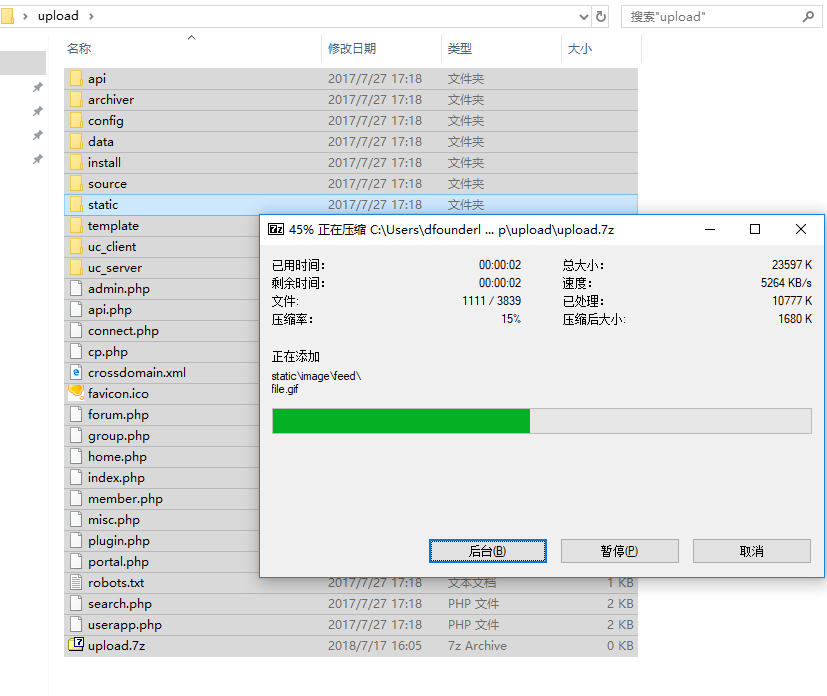 upload
搜索"upload"
名称 修改日期 类型 大小
api 2017/7/27 17:18 文件夹
archiver 2017/7/27 17:18 文件夹
config 2017/7/27 17:18 文件夹
data 2017/7/27 17:18 文件夹
install 2017/7/27 17:18 文件夹
source 2017/7/27 17:18 文件夹
static 2017/7/27 17:18 文件夹
template
uc_client
uc_server
admin.php
api.php
connect.php
cp.php
crossdomain.xml
favicon.ico
forum.php
group.php
home.php
index.php
member.php
misc.php
plugin.php
portal.php
robots.txt 2017/7/27 17:18 文本文档 1 KB
search.php 2017/7/27 17:18 PHP 文件 2 KB
userapp.php 2017/7/27 17:18 PHP 文件 2 KB
upload.7z 2018/7/17 16:05 7z Archive 0 KB
7z 45% 正在压缩 C:\Users\dfounderl ... p\upload\upload.7z
已用时间: 00:00:02 总大小: 23597 K
剩余时间: 00:00:02 速度: 5264 KB/s
文件: 1111 / 3839 已处理: 10777 K
压缩率: 15% 压缩后大小: 1680 K
正在添加
static\image\feed\
file.gif
后台(B) 暂停(P) 取消